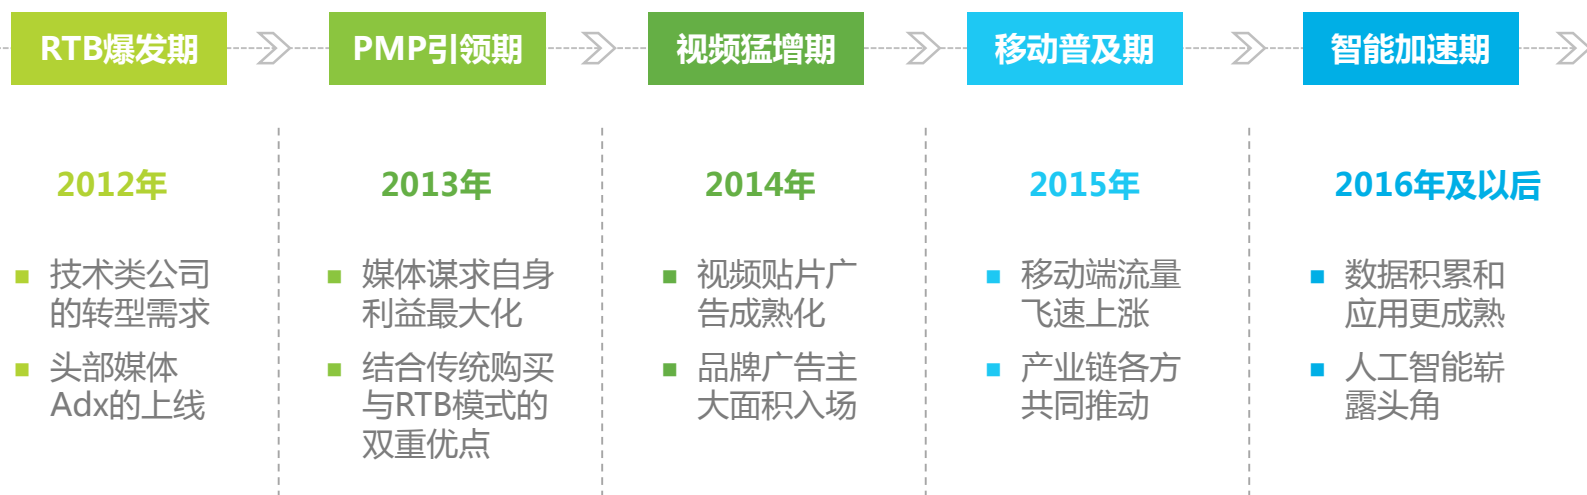 RTB爆发期
PMP引领期
视频猛增期
移动普及期
智能加速期
2012年
技术类公司
的转型需求
头部媒体
Adx的上线
2013年
媒体谋求自身
利益最大化
结合传统购买
与RTB模式的
双重优点
2014年
视频贴片广
告成熟化
品牌广告主
大面积入场
2015年
移动端流量
飞速上涨
产业链各方
共同推动
2016年及以后
数据积累和
应用更成熟
人工智能崭
露头角